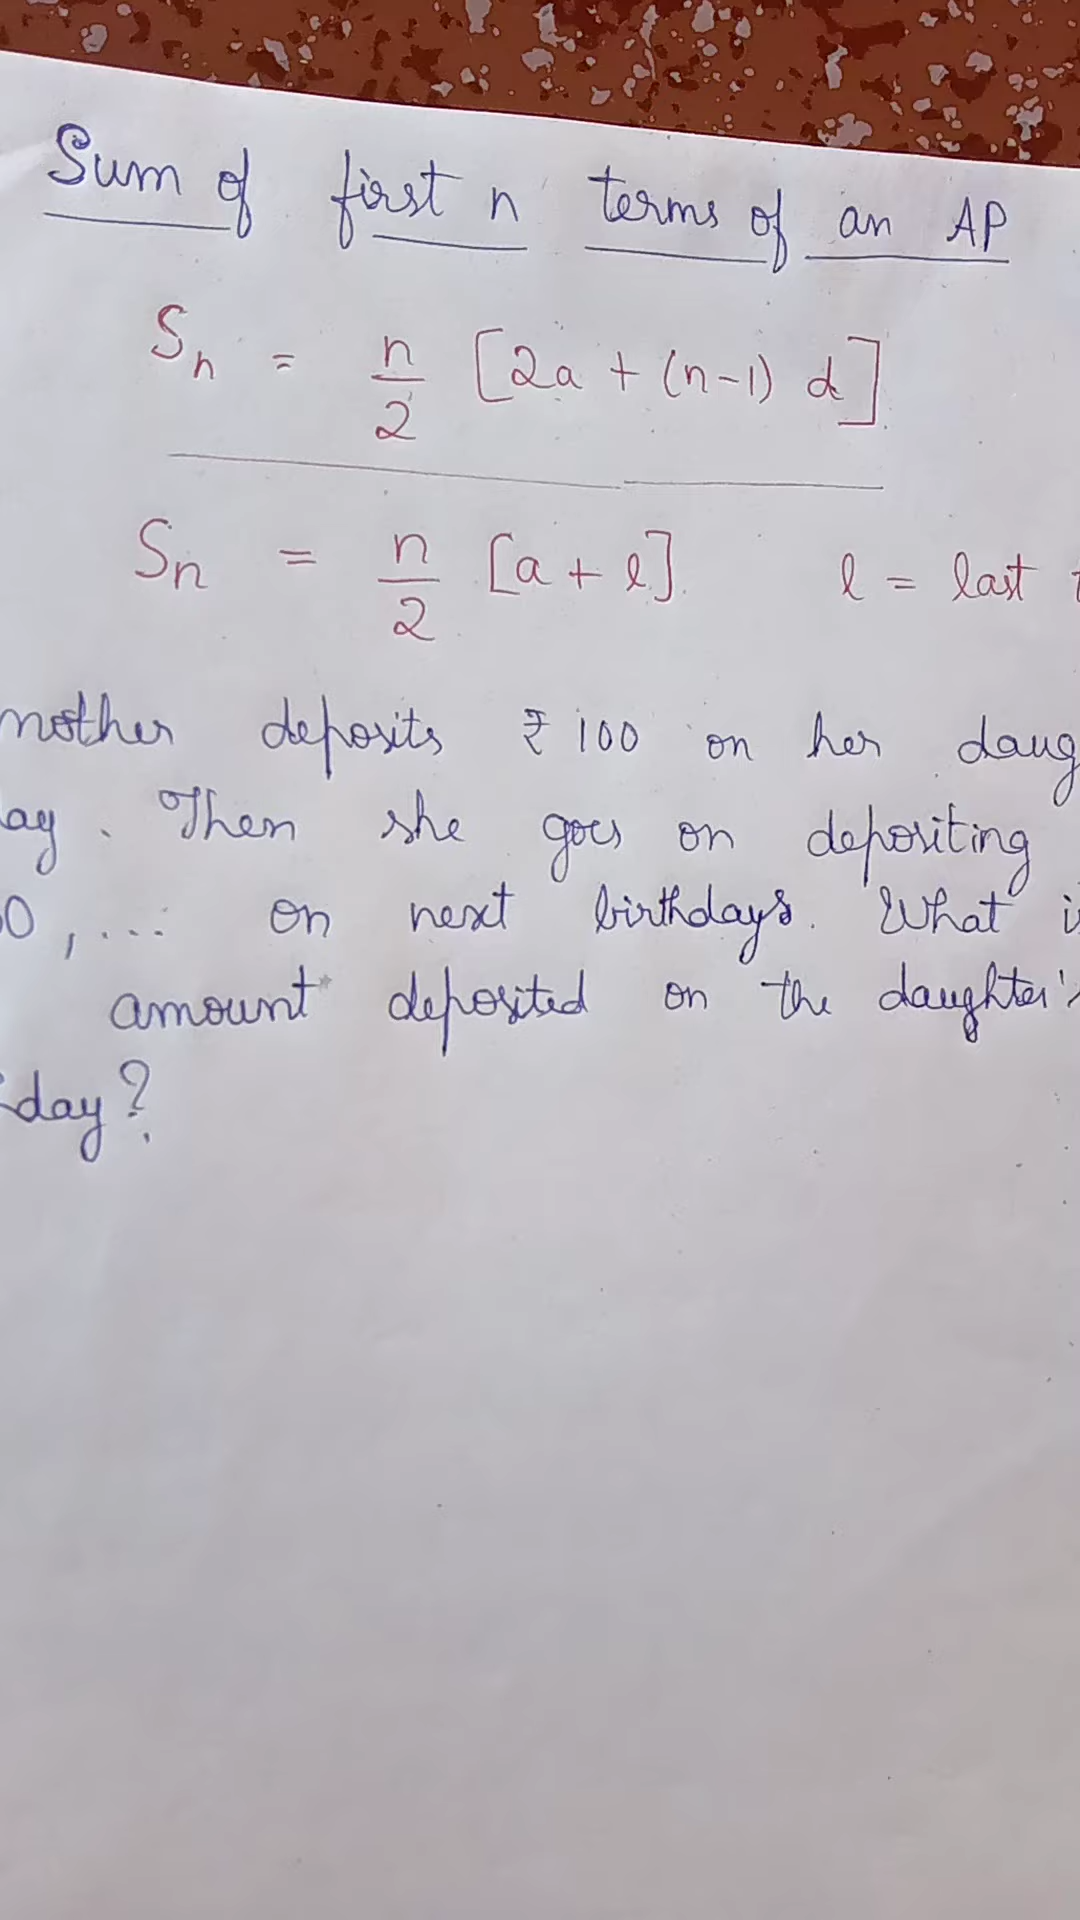 Sum of first n terms of an AP
Sn = n/2 [2a + (n-1) d]
Sn = n/2 [a + l] l = last
mother deposits ₹100 on her daug
ay. Then she goes on depositing
0, ... on next birthdays. What i
amount deposited on the daughter's
day?